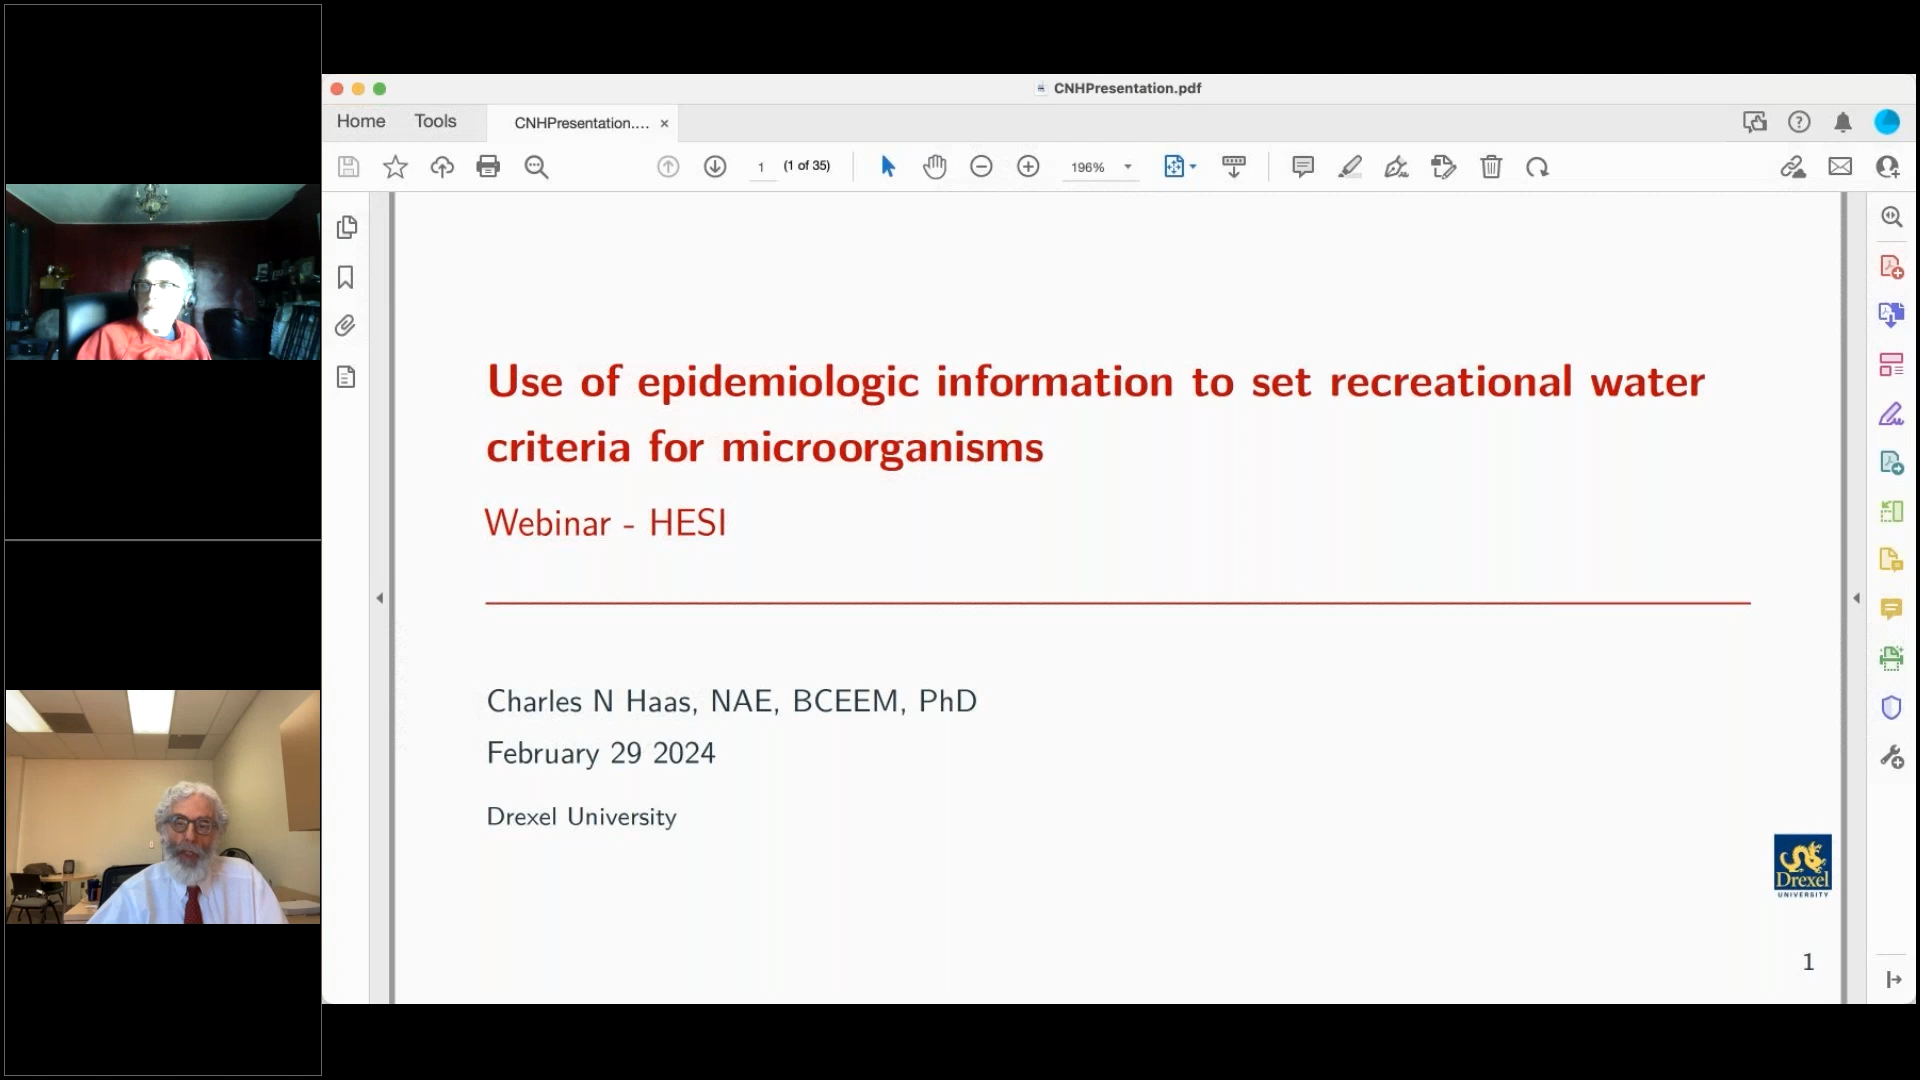 CNHPresentation.pdf
Home
Tools
CNHPresentation....
1
(1 of 35)
196%
Use of epidemiologic information to set recreational water
criteria for microorganisms
Webinar - HESI
Charles N Haas, NAE, BCEEM, PhD
February 29 2024
Drexel University
Drexel
UNIVERSITY
1